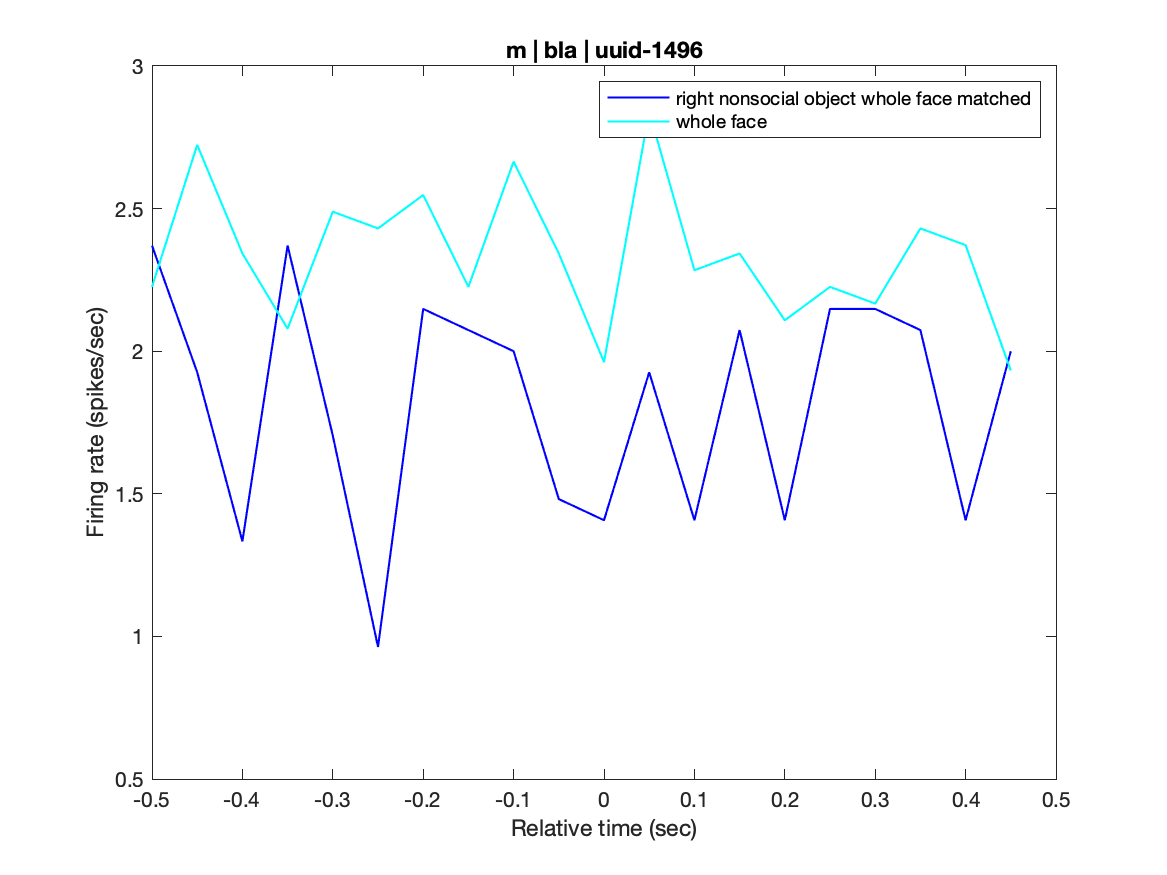 m | bla | uuid-1496
right nonsocial object whole face matched
whole face
Firing rate (spikes/sec)
3
2.5
2
1.5
1
0.5
-0.5 -0.4 -0.3 -0.2 -0.1 0 0.1 0.2 0.3 0.4 0.5
Relative time (sec)